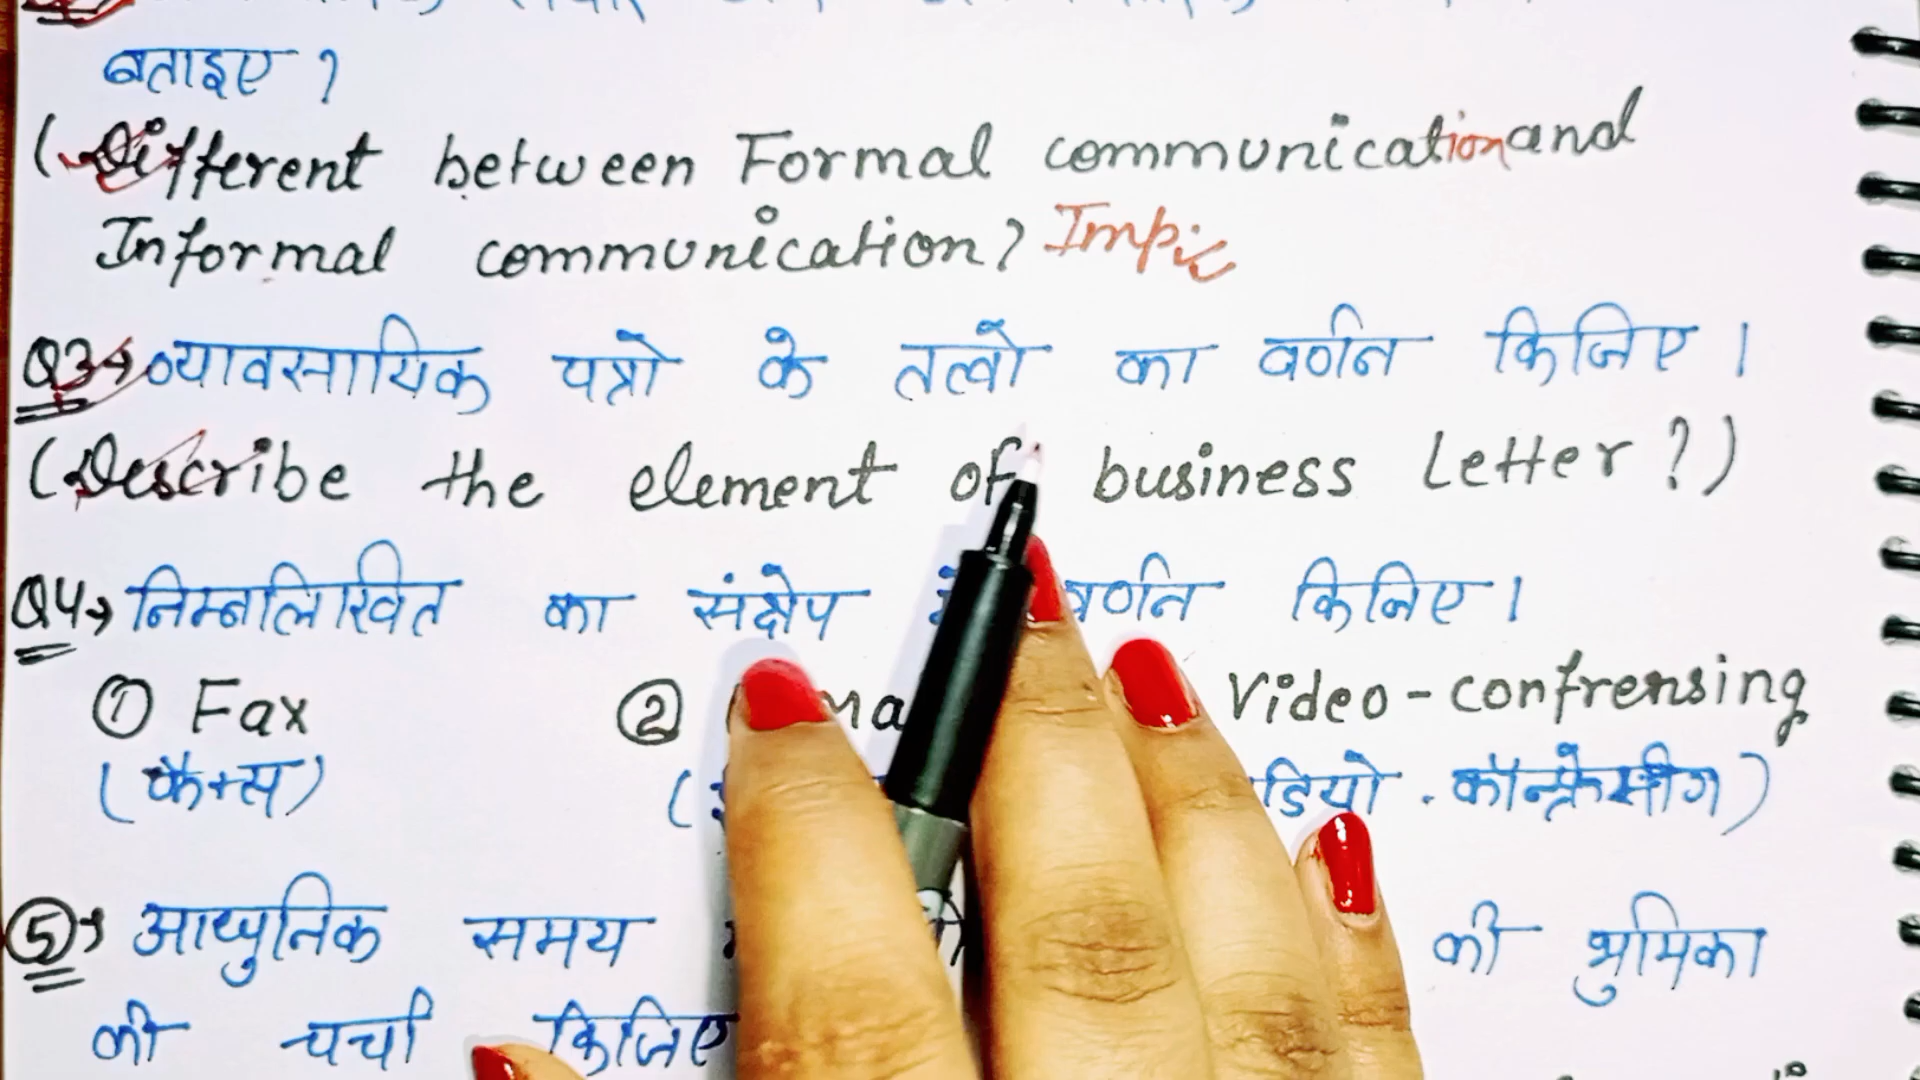 बताइए ?
(Different between Formal communication and
Informal communication? Imp
Q3→ व्यावसायिक पत्रो के तत्वो का वर्णन किजिए ।
(Describe the element of business Letter ?)
Q4→ निम्नलिखित का संक्षेप वर्णन किजिए ।
① Fax ② Video-confrensing
(फैक्स) ( डियो . कॉन्फ्रेसींग)
⑤→ आधुनिक समय की भुमिका
की चर्चा किजिए